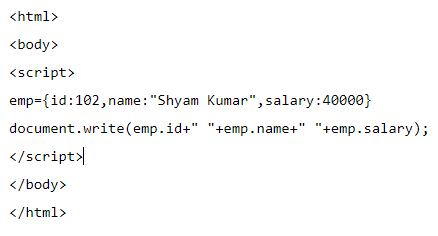 <html>
<body>
<script>
emp={id:102,name:"Shyam Kumar",salary:40000}
document.write(emp.id+" "+emp.name+" "+emp.salary);
</script>
</body>
</html>